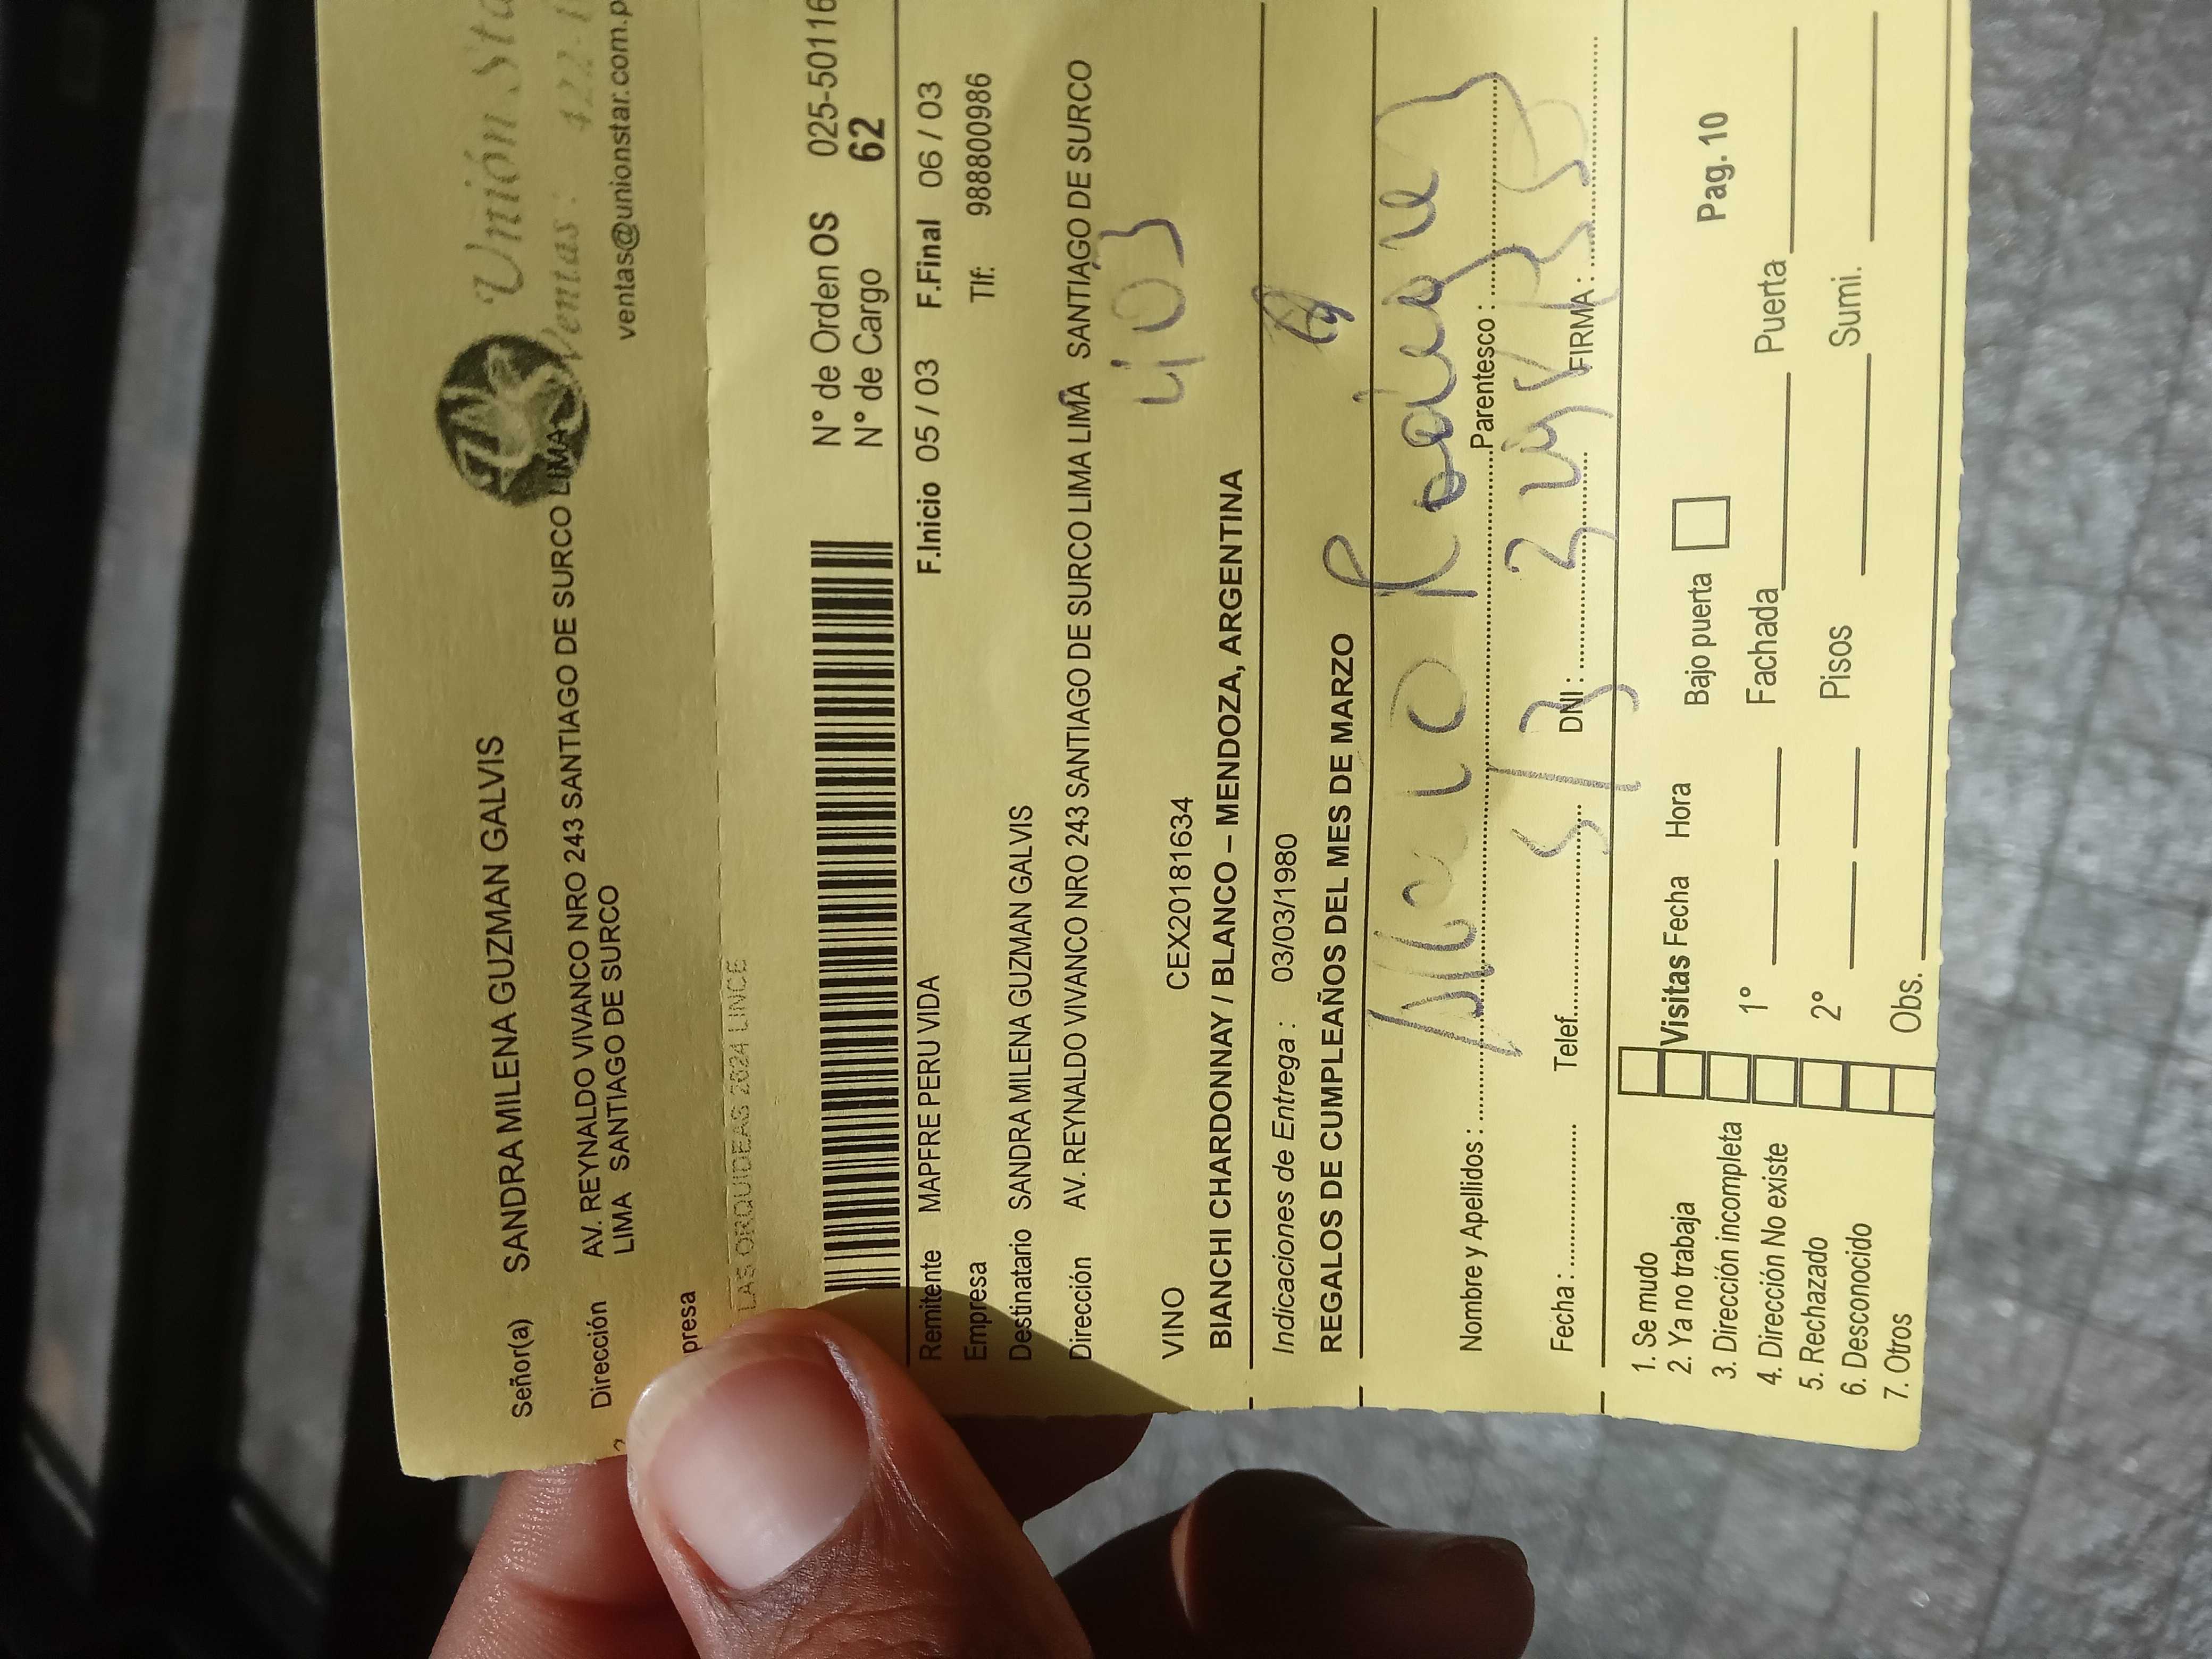 Señor(a) SANDRA MILENA GUZMAN GALVIS
Unión Sta
Dirección AV. REYNALDO VIVANCO NRO 243 SANTIAGO DE SURCO LIMA
Ventas: 422-1
LIMA SANTIAGO DE SURCO
ventas@unionstar.com.p
presa
LAS ORQUIDEAS 2624 LINCE
N° de Orden OS 025-50116
N° de Cargo 62
Remitente MAPFRE PERU VIDA F.Inicio 05 / 03 F.Final 06 / 03
Empresa Tlf: 988800986
Destinatario SANDRA MILENA GUZMAN GALVIS
Dirección AV. REYNALDO VIVANCO NRO 243 SANTIAGO DE SURCO LIMA LIMA SANTIAGO DE SURCO
403
VINO CEX20181634
BIANCHI CHARDONNAY / BLANCO – MENDOZA, ARGENTINA
Indicaciones de Entrega : 03/03/1980
REGALOS DE CUMPLEAÑOS DEL MES DE MARZO
Nombre y Apellidos : Parentesco :
Fecha : Telef. 5/3 DNI : FIRMA :
1. Se mudo
2. Ya no trabaja Visitas Fecha Hora Bajo puerta Pag. 10
3. Dirección incompleta
4. Dirección No existe 1° Fachada Puerta
5. Rechazado
6. Desconocido 2° Pisos Sumi.
7. Otros Obs.